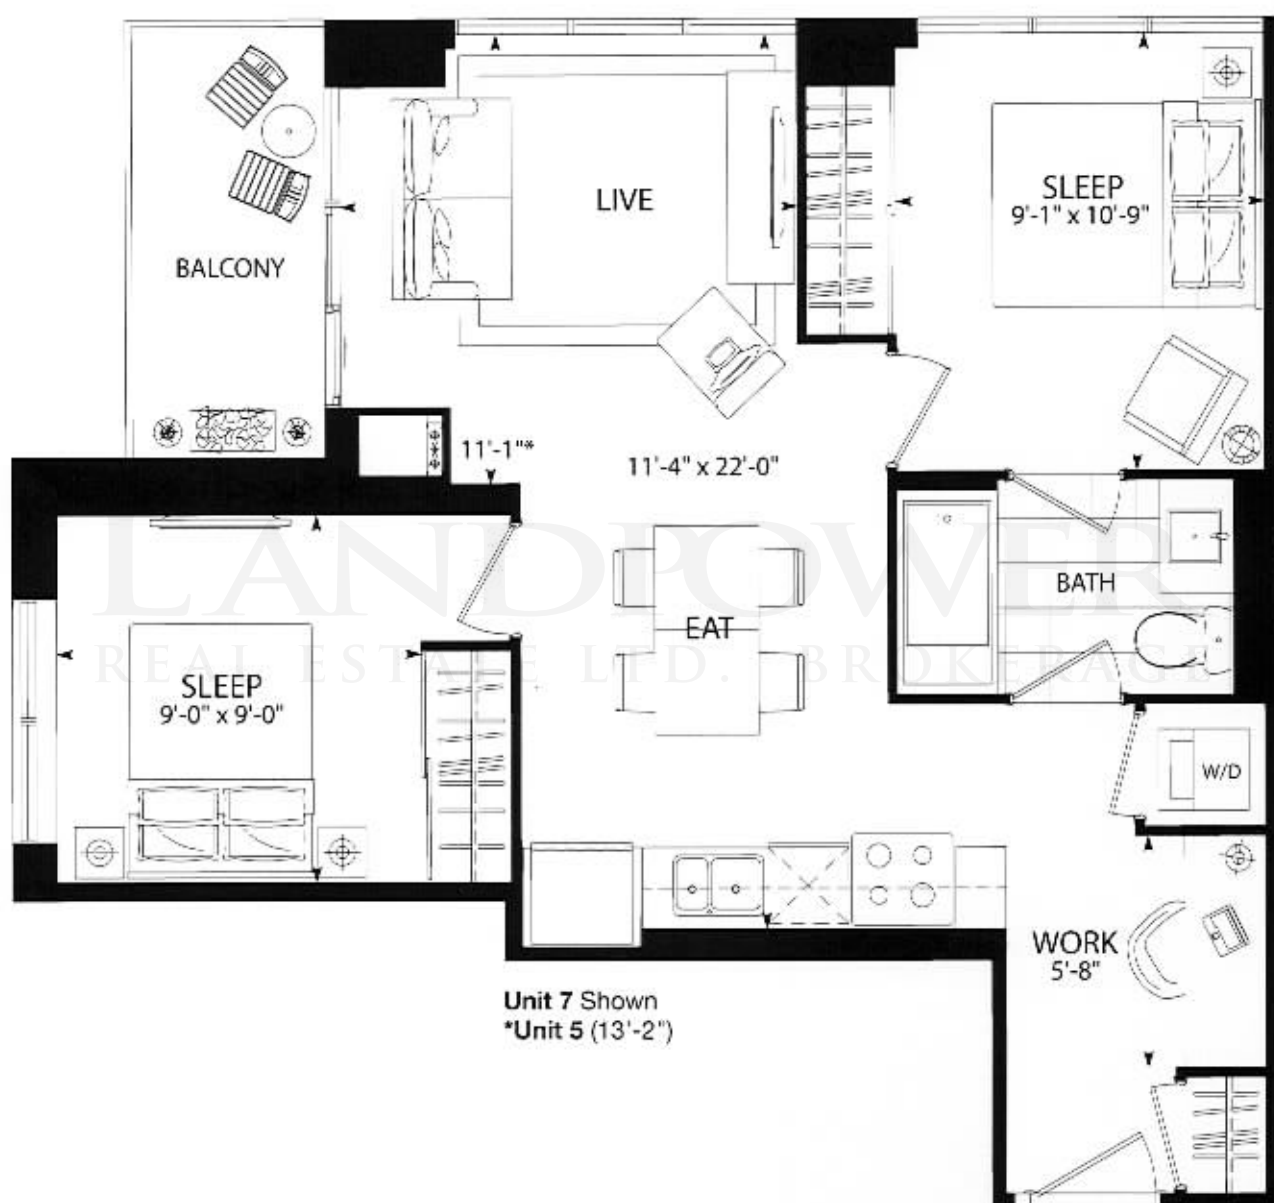 LIVE
SLEEP
9'-1" x 10'-9"
BALCONY
11'-1"*
11'-4" x 22'-0"
LANDPOWER
REAL ESTATE LTD. BROKERAGE
BATH
EAT
SLEEP
9'-0" x 9'-0"
W/D
WORK
5'-8"
Unit 7 Shown
*Unit 5 (13'-2")